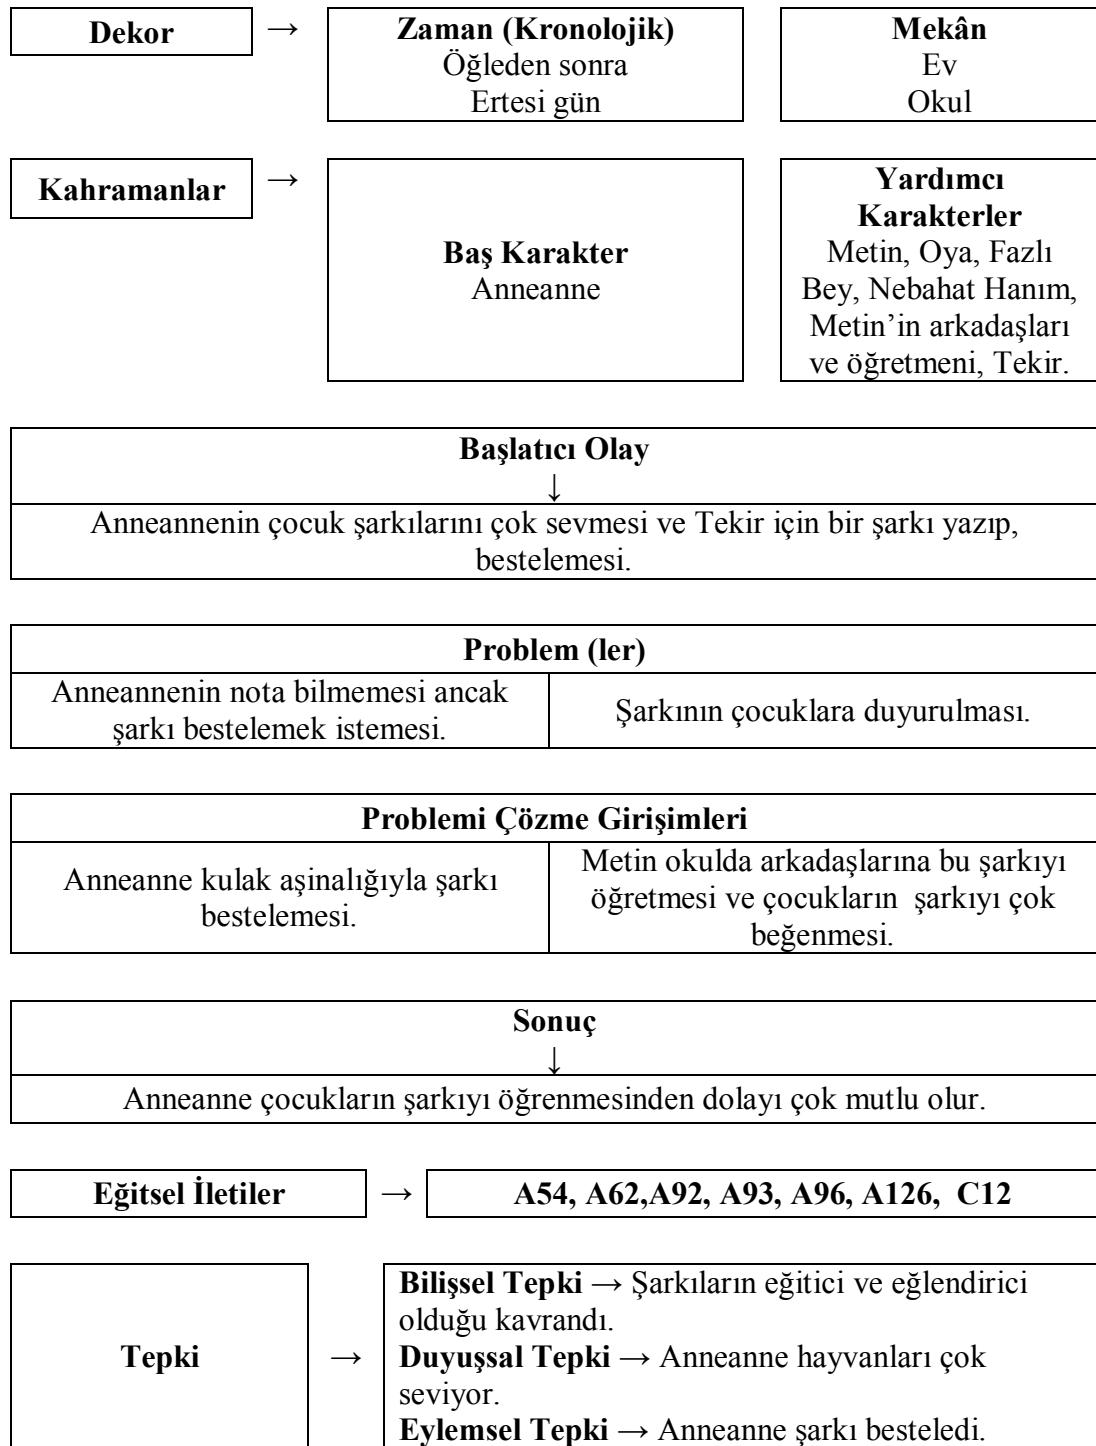 Dekor
→
Zaman (Kronolojik)
Öğleden sonra
Ertesi gün
Mekân
Ev
Okul
Kahramanlar
→
Baş Karakter
Anneanne
Yardımcı
Karakterler
Metin, Oya, Fazlı
Bey, Nebahat Hanım,
Metin’in arkadaşları
ve öğretmeni, Tekir.
Başlatıcı Olay
↓
Anneannenin çocuk şarkılarını çok sevmesi ve Tekir için bir şarkı yazıp,
bestelemesi.
Problem (ler)
Anneannenin nota bilmemesi ancak
şarkı bestelemek istemesi.
Şarkının çocuklara duyurulması.
Problemi Çözme Girişimleri
Anneanne kulak aşinalığıyla şarkı
bestelemesi.
Metin okulda arkadaşlarına bu şarkıyı
öğretmesi ve çocukların şarkıyı çok
beğenmesi.
Sonuç
↓
Anneanne çocukların şarkıyı öğrenmesinden dolayı çok mutlu olur.
Eğitsel İletiler
→
A54, A62,A92, A93, A96, A126, C12
Tepki
→
Bilişsel Tepki → Şarkıların eğitici ve eğlendirici
olduğu kavrandı.
Duyuşsal Tepki → Anneanne hayvanları çok
seviyor.
Eylemsel Tepki → Anneanne şarkı besteledi.